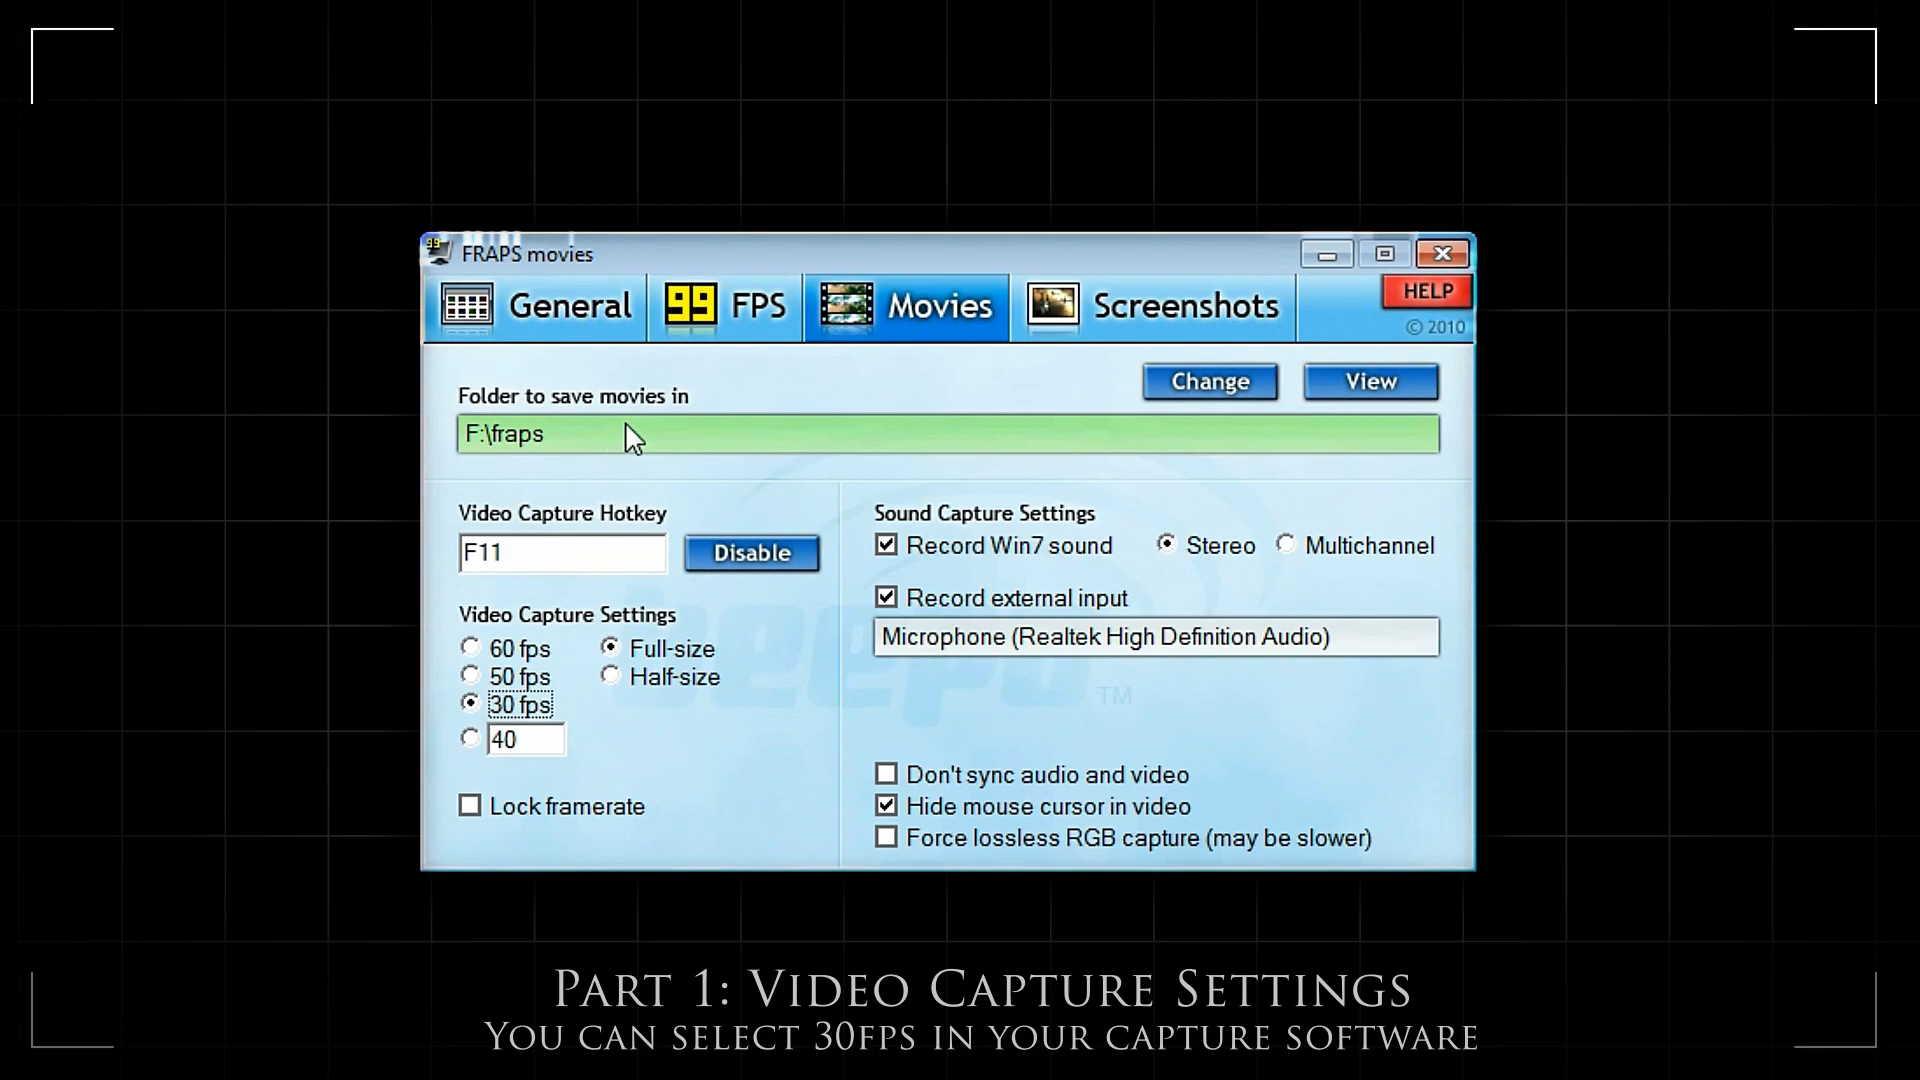 99
FRAPS movies
General
99 FPS
Movies
Screenshots
HELP
© 2010
Folder to save movies in
Change
View
F:\fraps
Video Capture Hotkey
F11
Disable
Video Capture Settings
60 fps
Full-size
50 fps
Half-size
30 fps
40
Lock framerate
Sound Capture Settings
Record Win7 sound
Stereo
Multichannel
Record external input
Microphone (Realtek High Definition Audio)
beepa TM
Don't sync audio and video
Hide mouse cursor in video
Force lossless RGB capture (may be slower)
Part 1: Video Capture Settings
You can select 30fps in your capture software